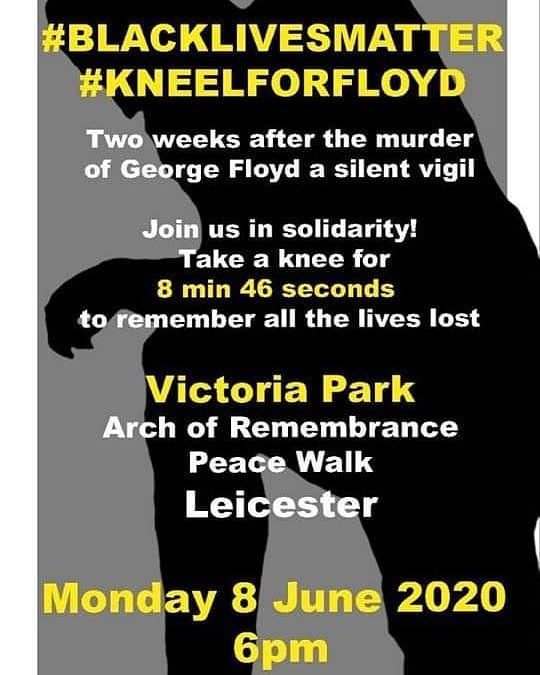 #BLACKLIVESMATTER
#KNEELFORFLOYD
Two weeks after the murder
of George Floyd a silent vigil
Join us in solidarity!
Take a knee for
8 min 46 seconds
to remember all the lives lost
Victoria Park
Arch of Remembrance
Peace Walk
Leicester
Monday 8 June 2020
6pm